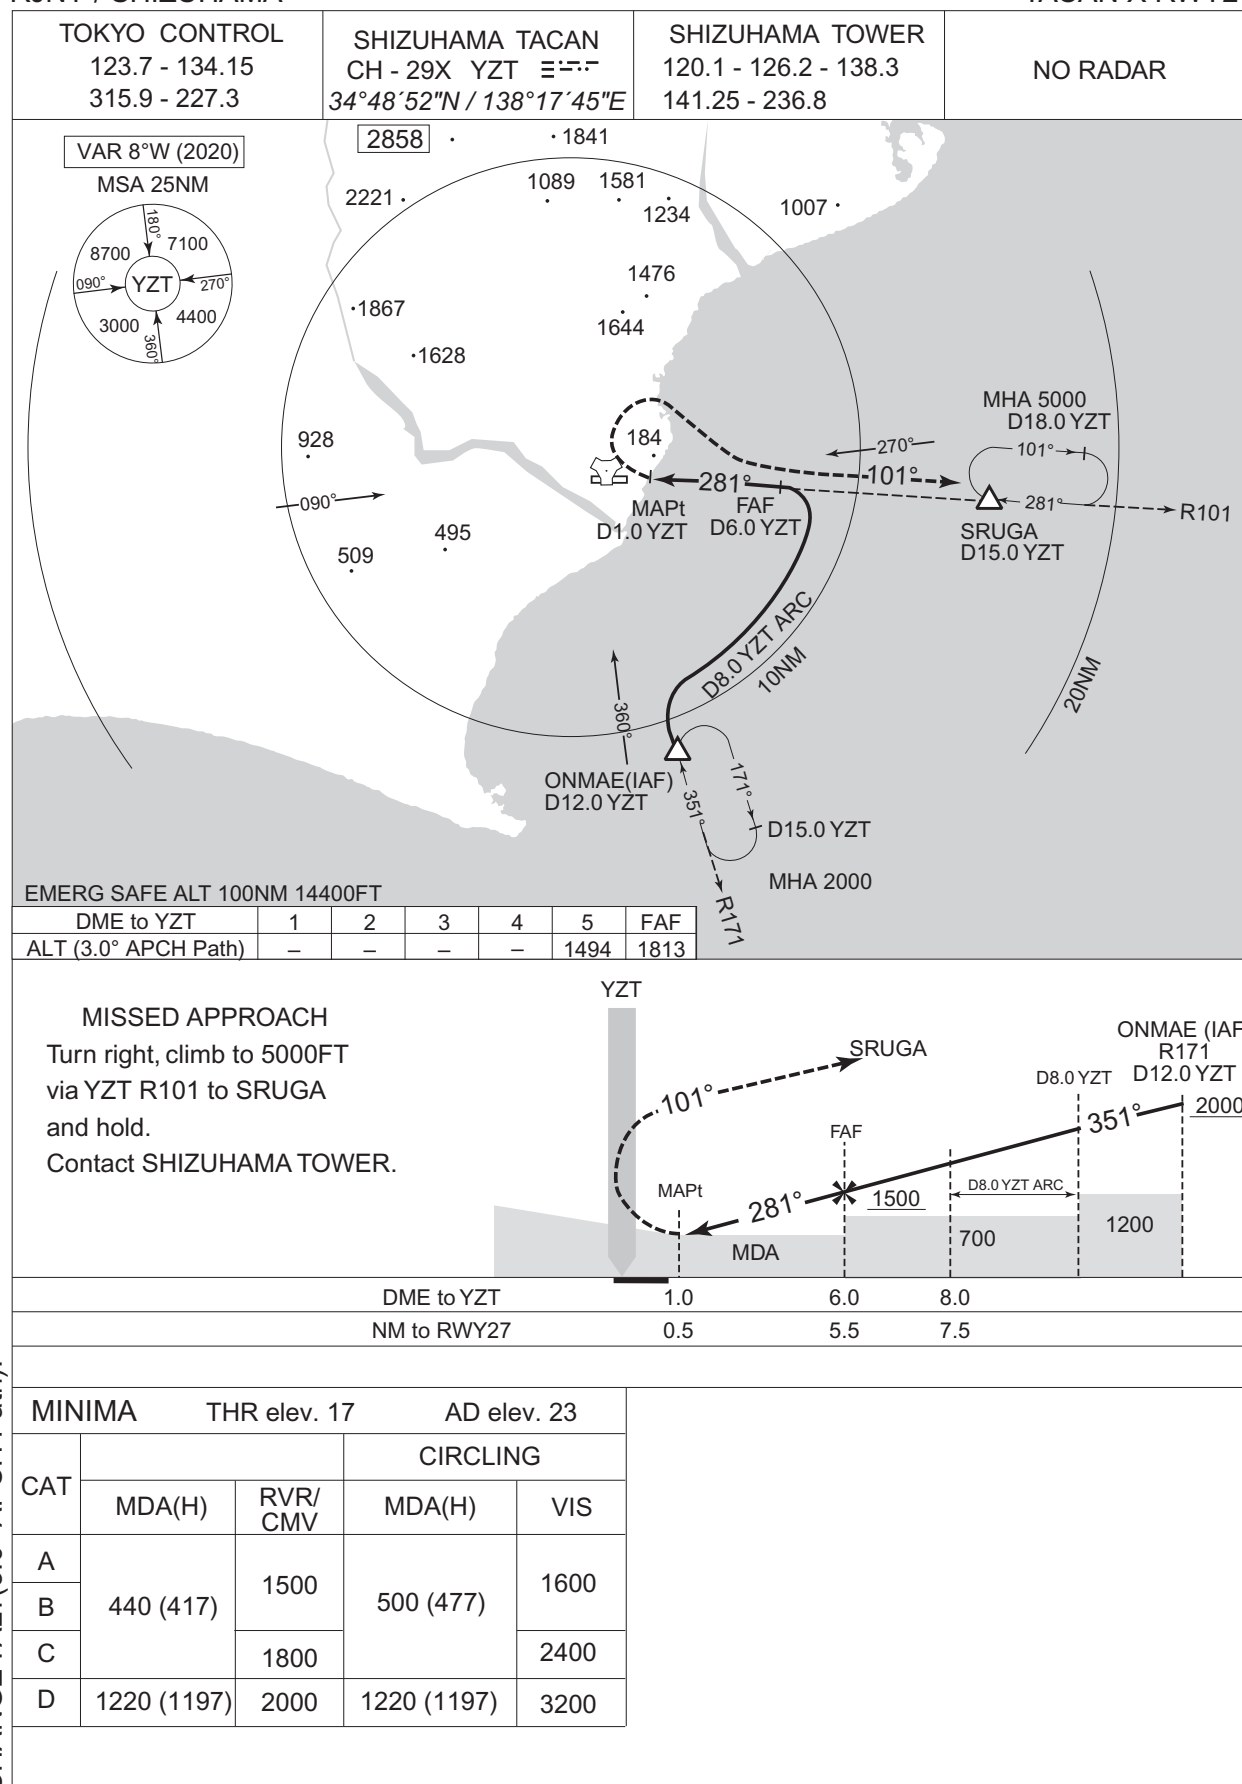 TOKYO CONTROL
123.7 - 134.15
315.9 - 227.3
SHIZUHAMA TACAN
CH - 29X YZT
34°48´52"N / 138°17´45"E
SHIZUHAMA TOWER
120.1 - 126.2 - 138.3
141.25 - 236.8
NO RADAR
VAR 8°W (2020)
MSA 25NM
180°
8700
7100
090°
YZT
270°
3000
4400
360°
2858
1841
2221
1089
1581
1234
1007
1476
1644
1867
1628
928
184
090°
495
509
270°
MHA 5000
D18.0 YZT
101°
101°
281°
281°
R101
MAPt
D1.0 YZT
FAF
D6.0 YZT
SRUGA
D15.0 YZT
D8.0 YZT ARC
10NM
20NM
360°
ONMAE(IAF)
D12.0 YZT
171°
351°
D15.0 YZT
MHA 2000
R171
EMERG SAFE ALT 100NM 14400FT
DME to YZT 1 2 3 4 5 FAF
ALT (3.0° APCH Path) – – – – 1494 1813
MISSED APPROACH
Turn right, climb to 5000FT
via YZT R101 to SRUGA
and hold.
Contact SHIZUHAMA TOWER.
YZT
SRUGA
101°
ONMAE (IAF
R171
D12.0 YZT
D8.0 YZT
2000
351°
FAF
MAPt
281°
1500
D8.0 YZT ARC
MDA
700
1200
DME to YZT 1.0 6.0 8.0
NM to RWY27 0.5 5.5 7.5
MINIMA THR elev. 17 AD elev. 23
CAT
CIRCLING
MDA(H) RVR/CMV MDA(H) VIS
A
B
C
D
440 (417)
1500
1800
500 (477)
1600
2400
1220 (1197) 2000 1220 (1197) 3200